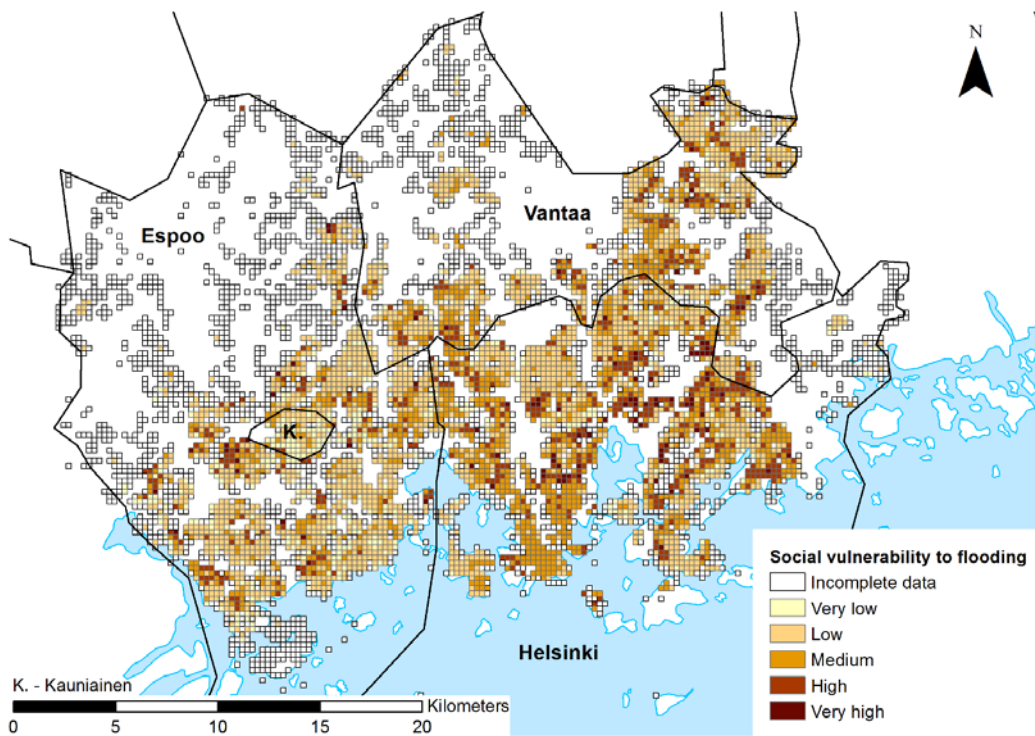 N
Vantaa
Espoo
K.
Social vulnerability to flooding
Incomplete data
Very low
Low
Medium
High
Very high
Helsinki
K. - Kauniainen
Kilometers
0 5 10 15 20